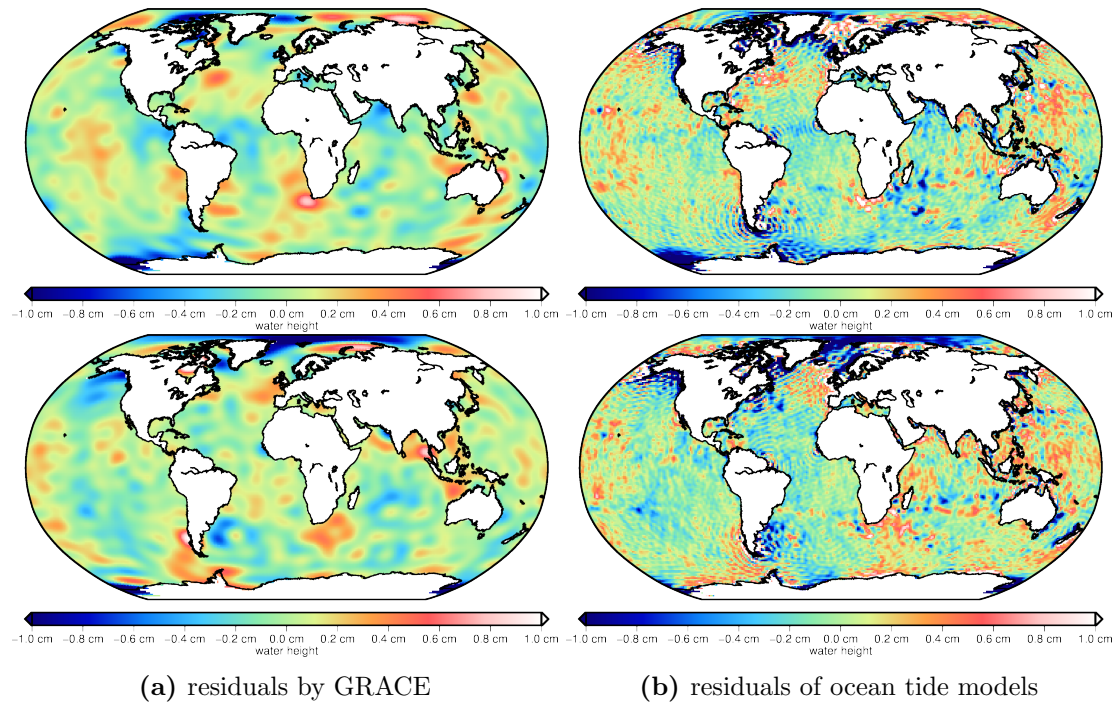 −1.0 cm −0.8 cm −0.6 cm −0.4 cm −0.2 cm 0.0 cm 0.2 cm 0.4 cm 0.6 cm 0.8 cm 1.0 cm
water height
−1.0 cm −0.8 cm −0.6 cm −0.4 cm −0.2 cm 0.0 cm 0.2 cm 0.4 cm 0.6 cm 0.8 cm 1.0 cm
water height
−1.0 cm −0.8 cm −0.6 cm −0.4 cm −0.2 cm 0.0 cm 0.2 cm 0.4 cm 0.6 cm 0.8 cm 1.0 cm
water height
−1.0 cm −0.8 cm −0.6 cm −0.4 cm −0.2 cm 0.0 cm 0.2 cm 0.4 cm 0.6 cm 0.8 cm 1.0 cm
water height
(a) residuals by GRACE
(b) residuals of ocean tide models